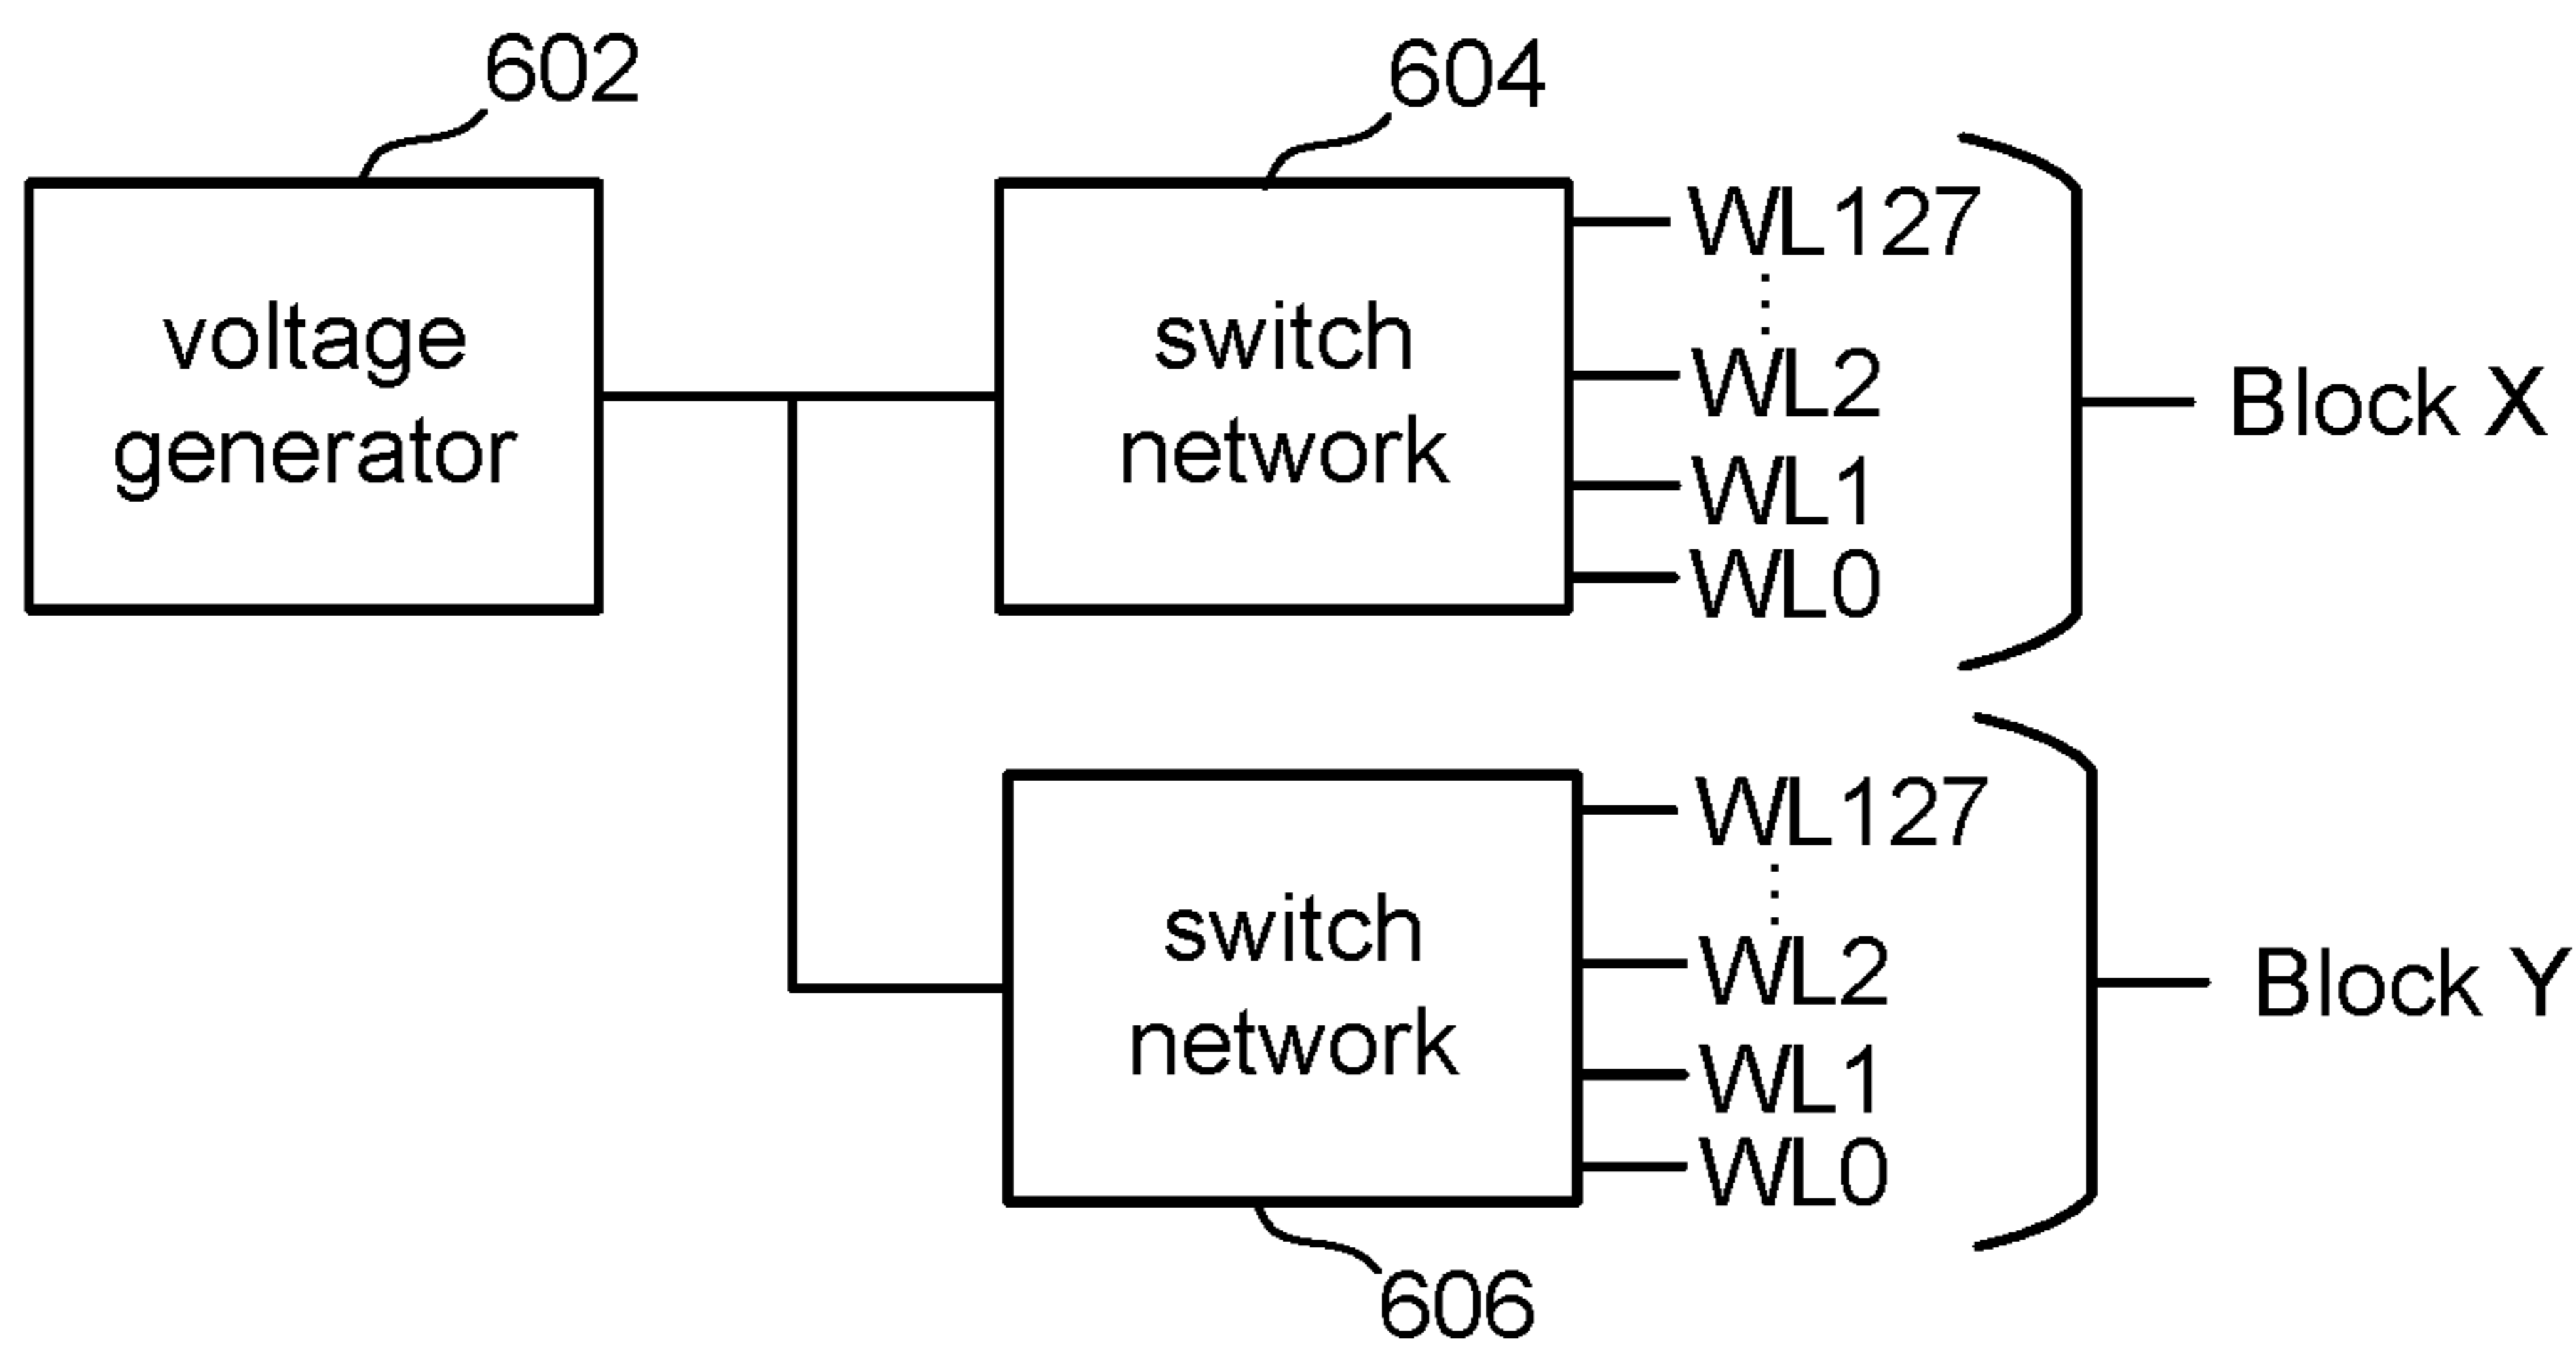 602
604
voltage
generator
switch
network
WL127
WL2
WL1
WL0
Block X
switch
network
WL127
WL2
WL1
WL0
Block Y
606